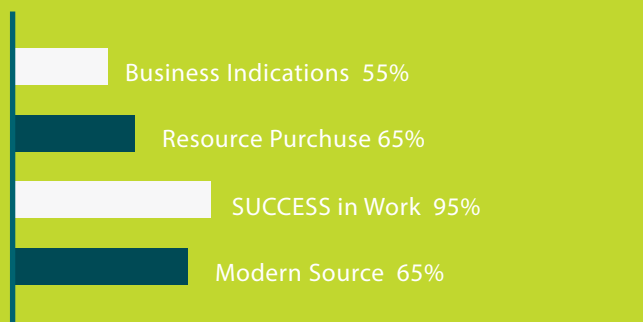 Business Indications 55%
Resource Purchuse 65%
SUCCESS in Work 95%
Modern Source 65%